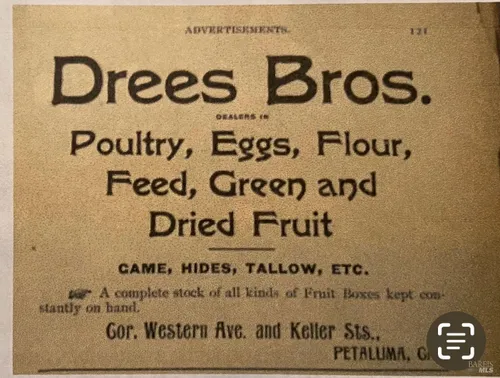 ADVERTISEMENTS. 121
Drees Bros.
DEALERS IN
Poultry, Eggs, Flour,
Feed, Green and
Dried Fruit
GAME, HIDES, TALLOW, ETC.
☞ A complete stock of all kinds of Fruit Boxes kept con-
stantly on hand.
Cor. Western Ave. and Keller Sts.,
PETALUMA,
BAREIS
MLS